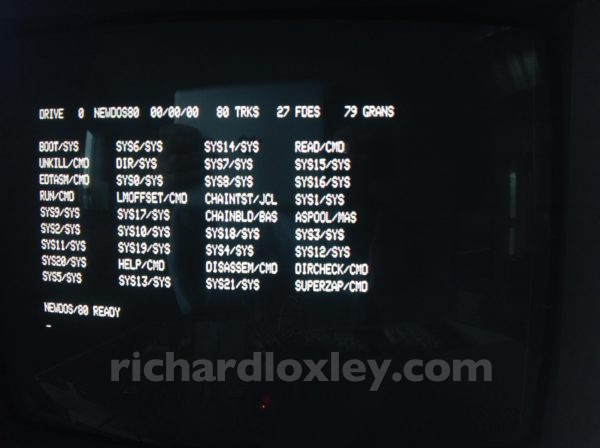 DRIVE 0 NEWDOS80 00/00/00 80 TRKS 27 FDES 79 GRANS
BOOT/SYS SYS6/SYS SYS14/SYS READ/CMD
UNKILL/CMD DIR/SYS SYS7/SYS SYS15/SYS
EDTASM/CMD SYS0/SYS SYS8/SYS SYS16/SYS
RUN/CMD LMOFFSET/CMD CHAINTST/JCL SYS1/SYS
SYS9/SYS SYS17/SYS CHAINBLD/BAS ASPOOL/MAS
SYS2/SYS SYS10/SYS SYS18/SYS SYS3/SYS
SYS11/SYS SYS19/SYS SYS4/SYS SYS12/SYS
SYS20/SYS HELP/CMD DISASSEM/CMD DIRCHECK/CMD
SYS5/SYS SYS13/SYS SYS21/SYS SUPERZAP/CMD
NEWDOS/80 READY
richardloxley.com